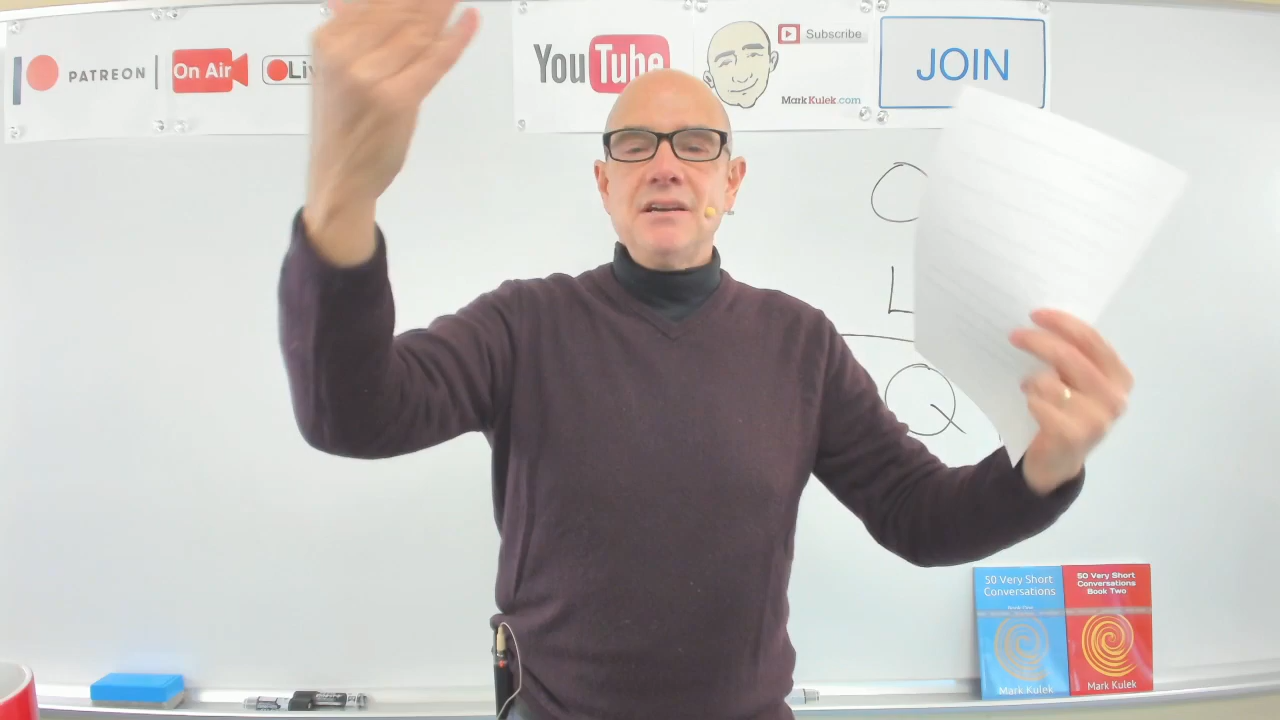 PATREON
On Air
Liv
YouTube
Subscribe
MarkKulek.com
JOIN
O
L
Q
50 Very Short
Conversations
50 Very Short
Conversations
Book Two
Mark Kulek
Mark Kulek